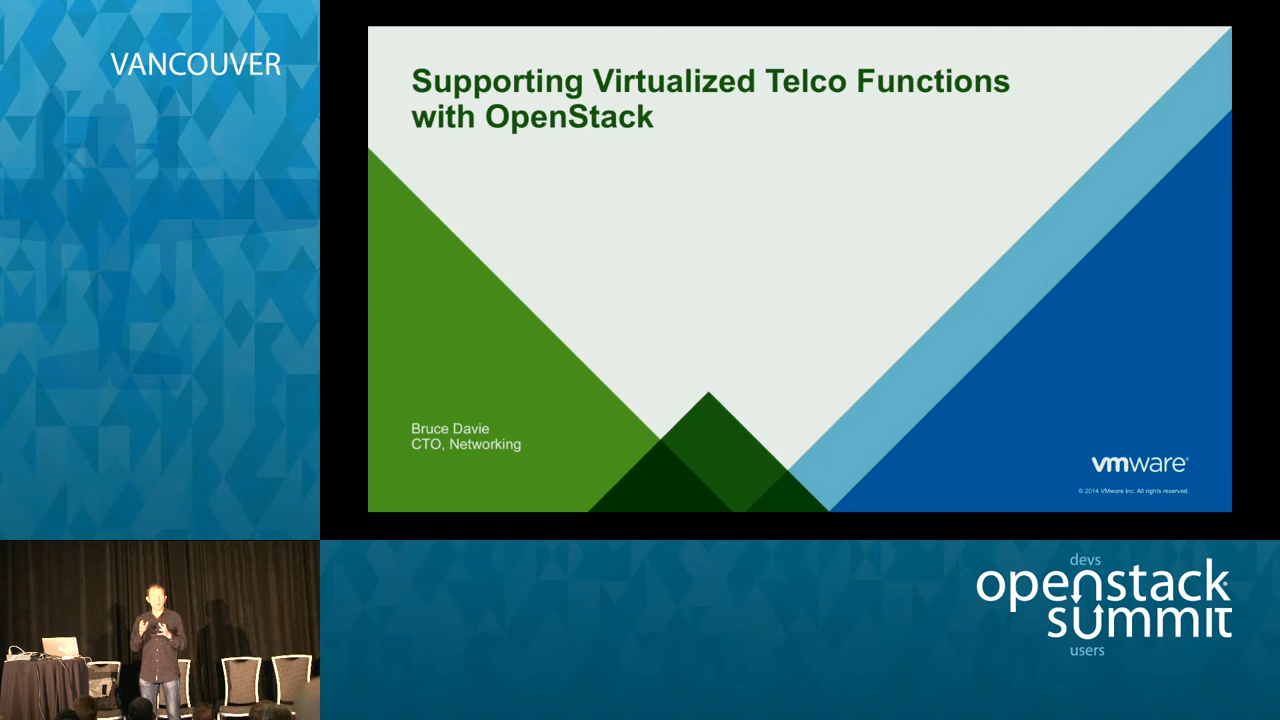 VANCOUVER
Supporting Virtualized Telco Functions
with OpenStack
Bruce Davie
CTO, Networking
vmware®
© 2014 VMware Inc. All rights reserved.
devs
openstack®
summit
users